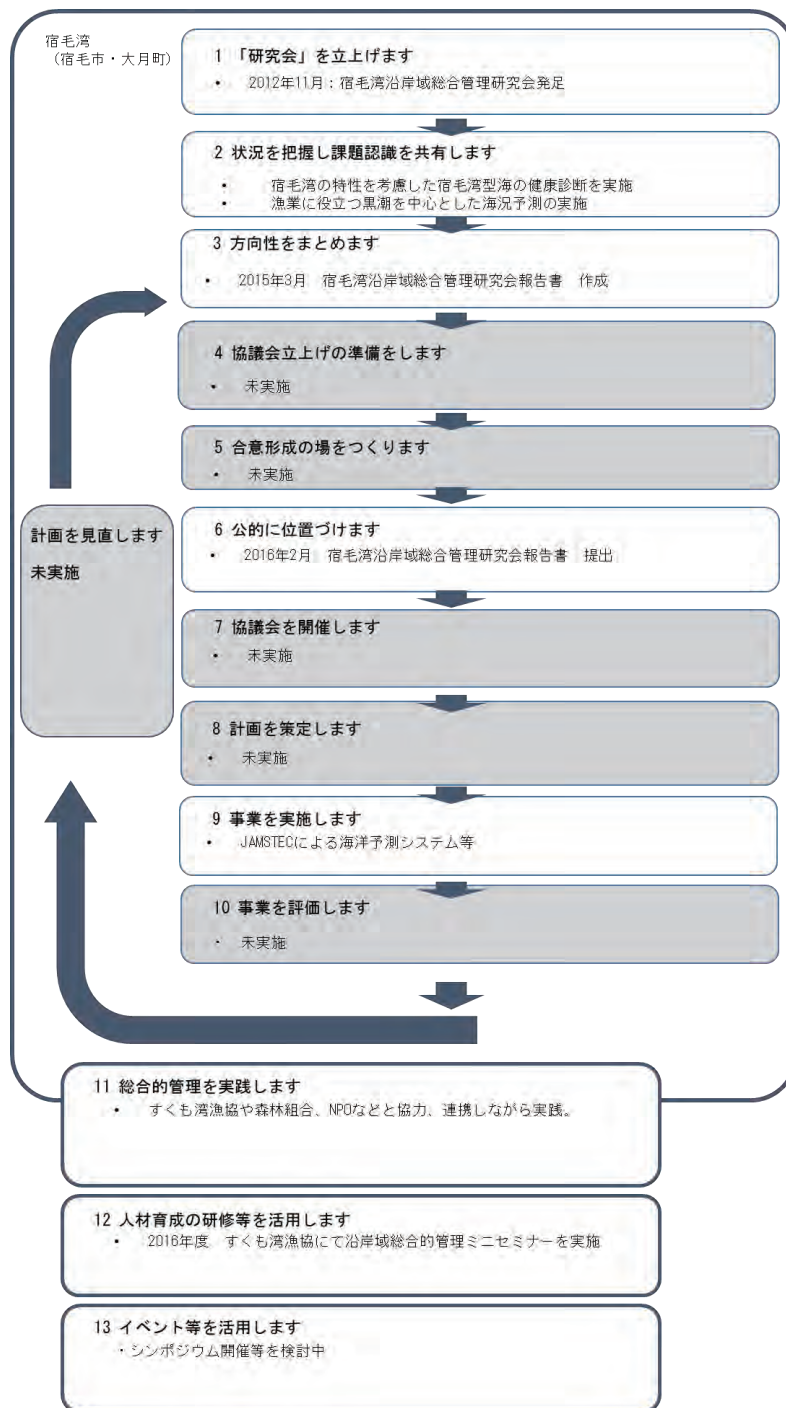 宿毛湾
（宿毛市・大月町）
1 「研究会」を立上げます
• 2012年11月：宿毛湾沿岸域総合管理研究会発足
2 状況を把握し課題認識を共有します
• 宿毛湾の特性を考慮した宿毛湾型海の健康診断を実施
• 漁業に役立つ黒潮を中心とした海況予測の実施
3 方向性をまとめます
• 2015年3月　宿毛湾沿岸域総合管理研究会報告書　作成
4 協議会立上げの準備をします
• 未実施
5 合意形成の場をつくります
• 未実施
計画を見直します
未実施
6 公的に位置づけます
• 2016年2月　宿毛湾沿岸域総合管理研究会報告書　提出
7 協議会を開催します
• 未実施
8 計画を策定します
• 未実施
9 事業を実施します
• JAMSTECによる海洋予測システム等
10 事業を評価します
・ 未実施
11 総合的管理を実践します
• すくも湾漁協や森林組合、NPOなどと協力、連携しながら実践。
12 人材育成の研修等を活用します
• 2016年度　すくも湾漁協にて沿岸域総合的管理ミニセミナーを実施
13 イベント等を活用します
・シンポジウム開催等を検討中